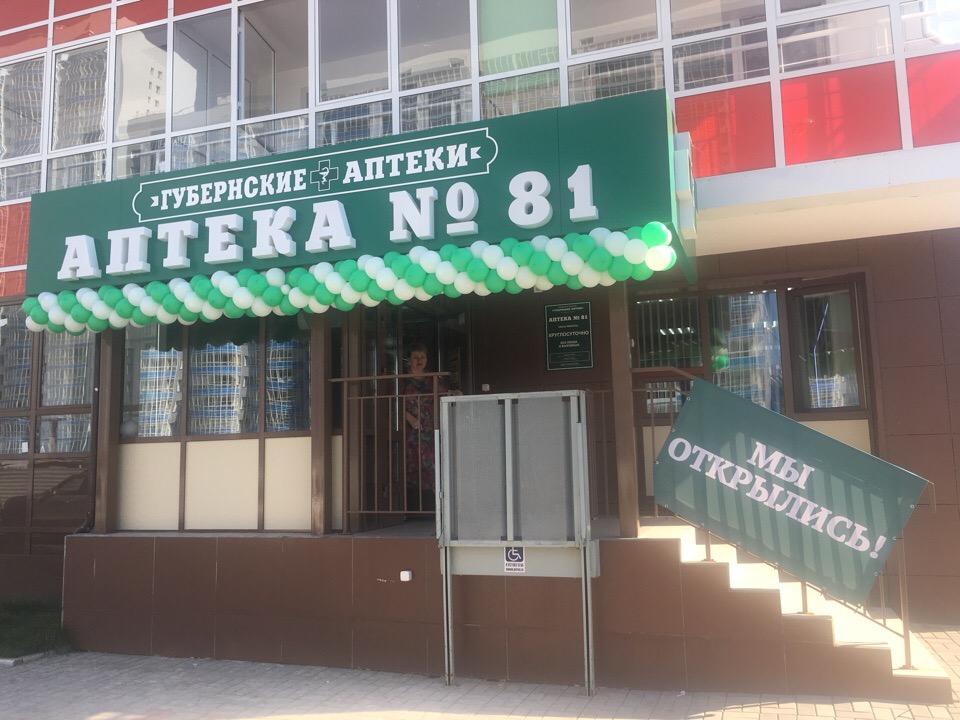 ГУБЕРНСКИЕ АПТЕКИ
АПТЕКА № 81
АПТЕКА № 81
КРУГЛОСУТОЧНО
МЫ
ОТКРЫЛИСЬ!